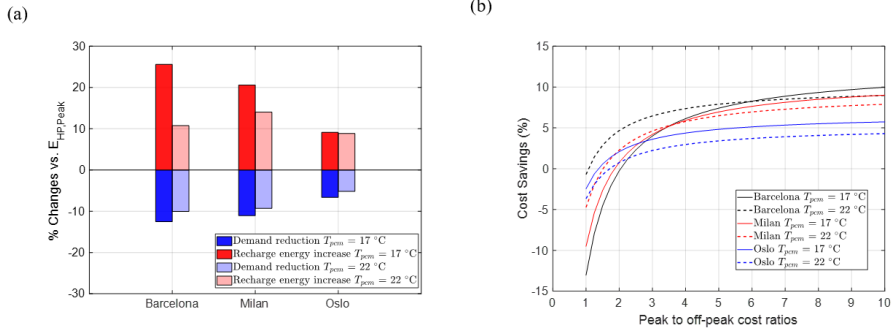 (a)
(b)
% Changes vs. E_HP,Peak
30
20
10
0
-10
-20
-30
Barcelona
Milan
Oslo
Demand reduction T_pcm = 17 °C
Recharge energy increase T_pcm = 17 °C
Demand reduction T_pcm = 22 °C
Recharge energy increase T_pcm = 22 °C
Cost Savings (%)
15
10
5
0
-5
-10
-15
0 1 2 3 4 5 6 7 8 9 10
Peak to off-peak cost ratios
Barcelona T_pcm = 17 °C
Barcelona T_pcm = 22 °C
Milan T_pcm = 17 °C
Milan T_pcm = 22 °C
Oslo T_pcm = 17 °C
Oslo T_pcm = 22 °C